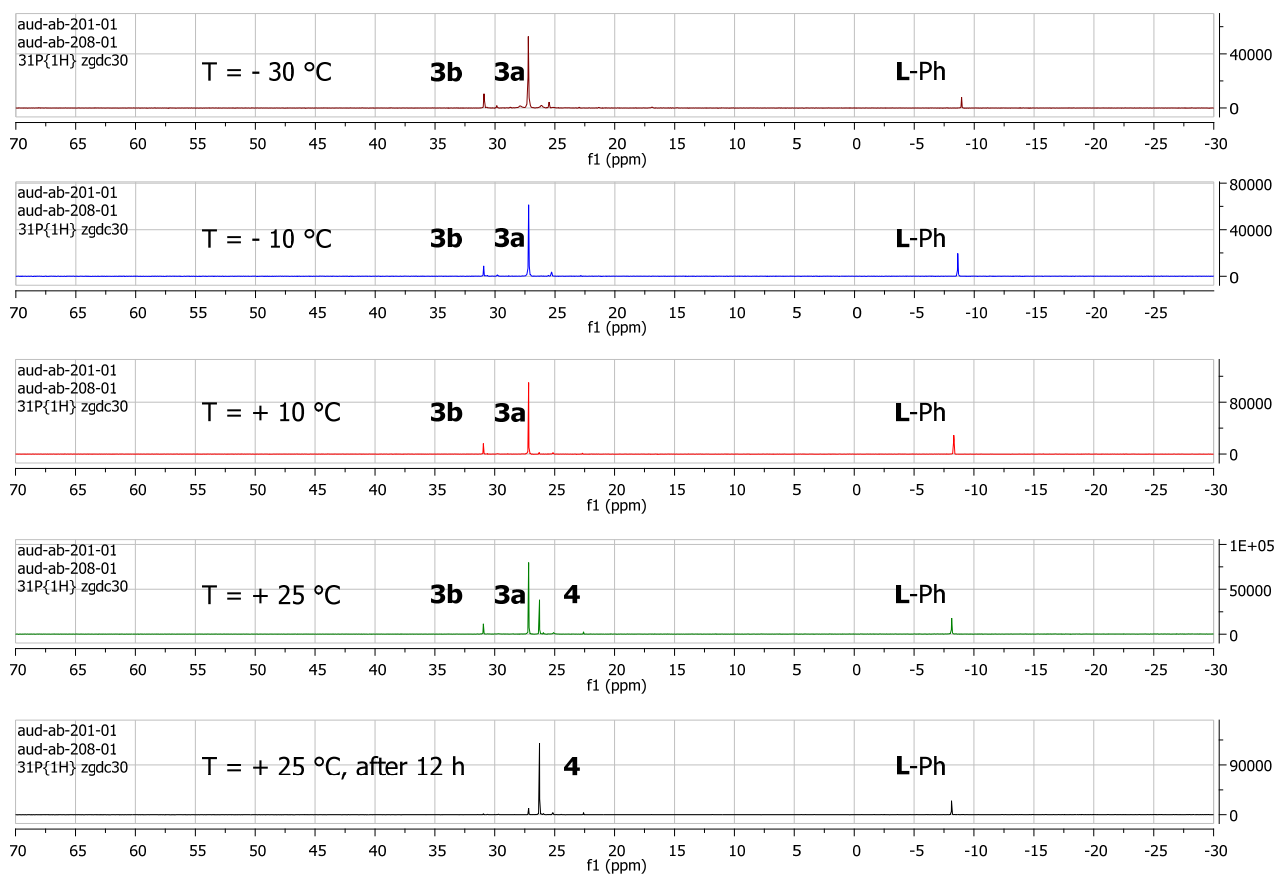 aud-ab-201-01
aud-ab-208-01
31P{1H} zgdc30
T = - 30 °C 3b 3a L-Ph
40000
0
70 65 60 55 50 45 40 35 30 25 20 15 10 5 0 -5 -10 -15 -20 -25 -30
f1 (ppm)
aud-ab-201-01
aud-ab-208-01
31P{1H} zgdc30
T = - 10 °C 3b 3a L-Ph
80000
40000
0
70 65 60 55 50 45 40 35 30 25 20 15 10 5 0 -5 -10 -15 -20 -25 -30
f1 (ppm)
aud-ab-201-01
aud-ab-208-01
31P{1H} zgdc30
T = + 10 °C 3b 3a L-Ph
80000
0
70 65 60 55 50 45 40 35 30 25 20 15 10 5 0 -5 -10 -15 -20 -25 -30
f1 (ppm)
aud-ab-201-01
aud-ab-208-01
31P{1H} zgdc30
T = + 25 °C 3b 3a 4 L-Ph
1E+05
50000
0
70 65 60 55 50 45 40 35 30 25 20 15 10 5 0 -5 -10 -15 -20 -25 -30
f1 (ppm)
aud-ab-201-01
aud-ab-208-01
31P{1H} zgdc30
T = + 25 °C, after 12 h 4 L-Ph
90000
0
70 65 60 55 50 45 40 35 30 25 20 15 10 5 0 -5 -10 -15 -20 -25 -30
f1 (ppm)